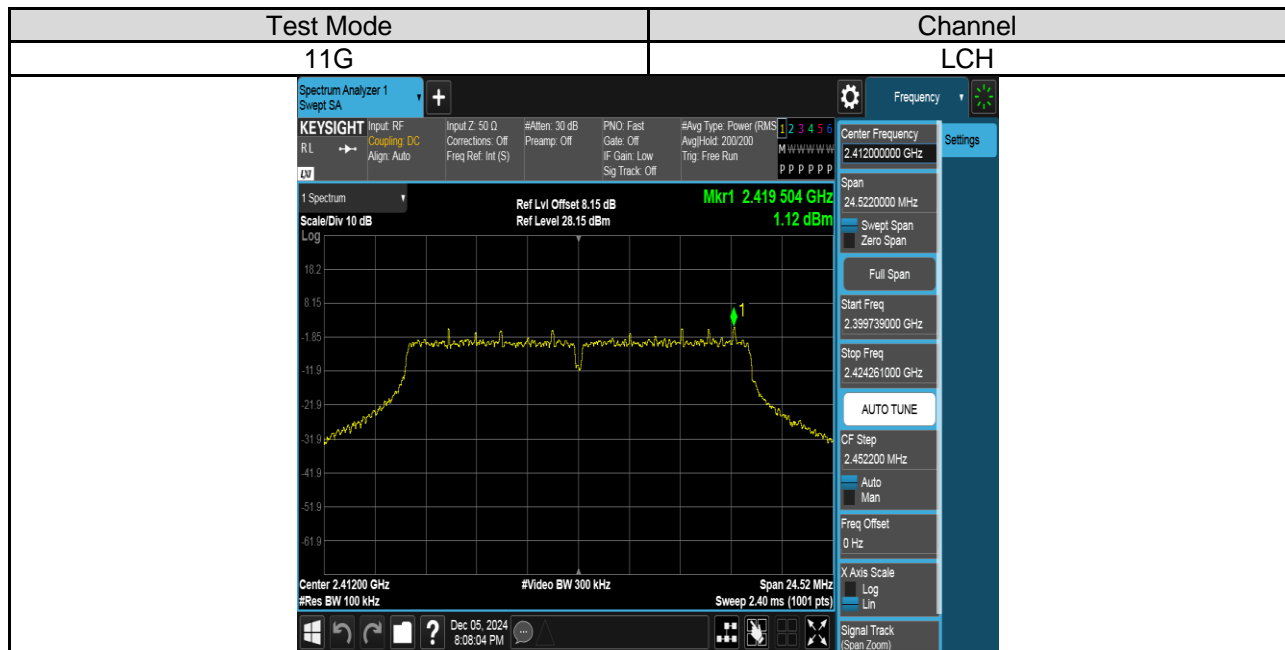 Test Mode Channel
11G LCH
Spectrum Analyzer 1
Swept SA
Frequency
KEYSIGHT
RL
LXI
Input: RF
Coupling: DC
Align: Auto
Input Z: 50 Ω
Corrections: Off
Freq Ref: Int (S)
#Atten: 30 dB
Preamp: Off
PNO: Fast
Gate: Off
IF Gain: Low
Sig Track: Off
#Avg Type: Power (RMS
Avg|Hold: 200/200
Trig: Free Run
1 2 3 4 5 6
M W W W W W
P P P P P P
1 Spectrum
Scale/Div 10 dB
Ref Lvl Offset 8.15 dB
Ref Level 28.15 dBm
Mkr1 2.419 504 GHz
1.12 dBm
Log
18.2
8.15
-1.85
-11.9
-21.9
-31.9
-41.9
-51.9
-61.9
1
Center 2.41200 GHz
#Res BW 100 kHz
#Video BW 300 kHz
Span 24.52 MHz
Sweep 2.40 ms (1001 pts)
Center Frequency
2.412000000 GHz
Span
24.5220000 MHz
Swept Span
Zero Span
Full Span
Start Freq
2.399739000 GHz
Stop Freq
2.424261000 GHz
AUTO TUNE
CF Step
2.452200 MHz
Auto
Man
Freq Offset
0 Hz
X Axis Scale
Log
Lin
Signal Track
(Span Zoom)
Settings
Dec 05, 2024
8:08:04 PM